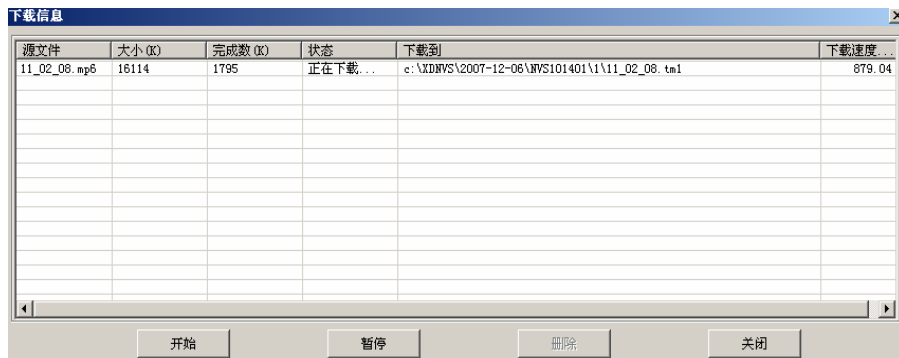 下载信息
源文件 大小(K) 完成数(K) 状态 下载到 下载速度...
11_02_08.mp6 16114 1795 正在下载... c:\XDNVS\2007-12-06\NVS101401\1\11_02_08.tm1 879.04
开始 暂停 删除 关闭